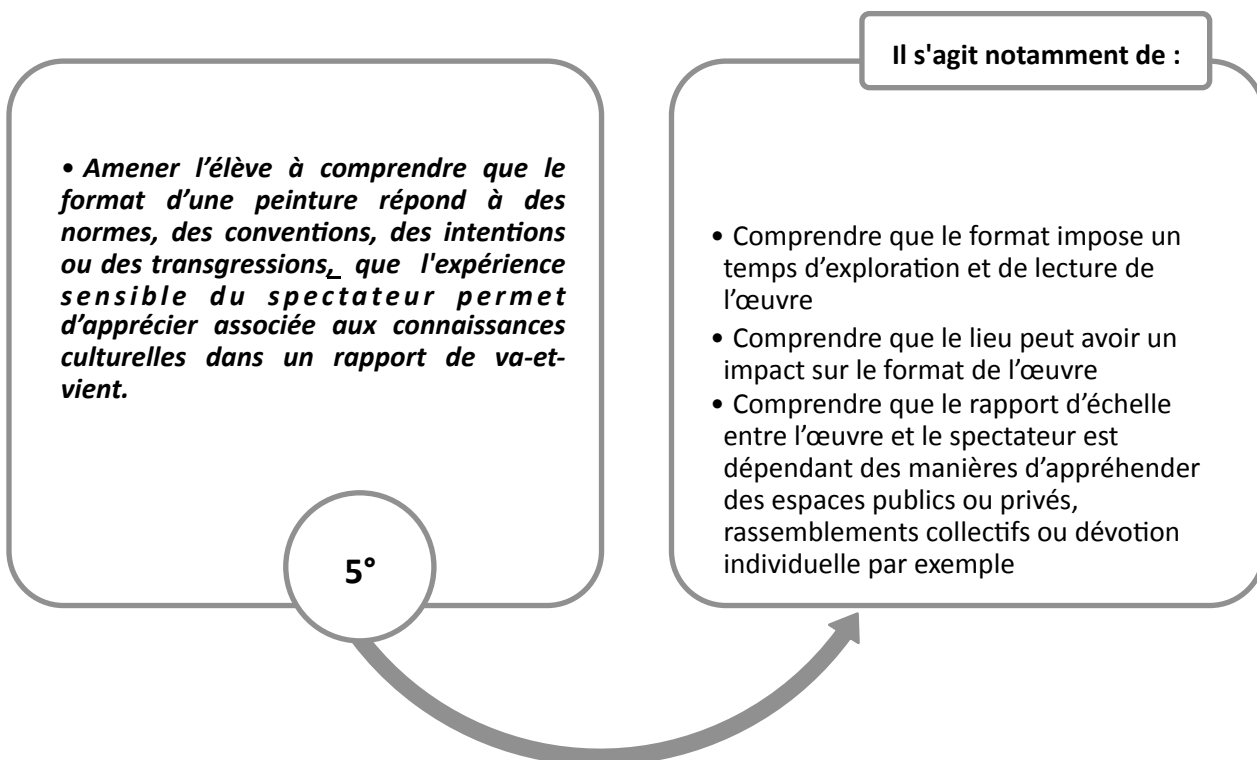 • Amener l’élève à comprendre que le
format d’une peinture répond à des
normes, des conventions, des intentions
ou des transgressions, que l'expérience
sensible du spectateur permet
d’apprécier associée aux connaissances
culturelles dans un rapport de va-et-
vient.
5°
Il s'agit notamment de :
• Comprendre que le format impose un
temps d’exploration et de lecture de
l’œuvre
• Comprendre que le lieu peut avoir un
impact sur le format de l’œuvre
• Comprendre que le rapport d’échelle
entre l’œuvre et le spectateur est
dépendant des manières d’appréhender
des espaces publics ou privés,
rassemblements collectifs ou dévotion
individuelle par exemple